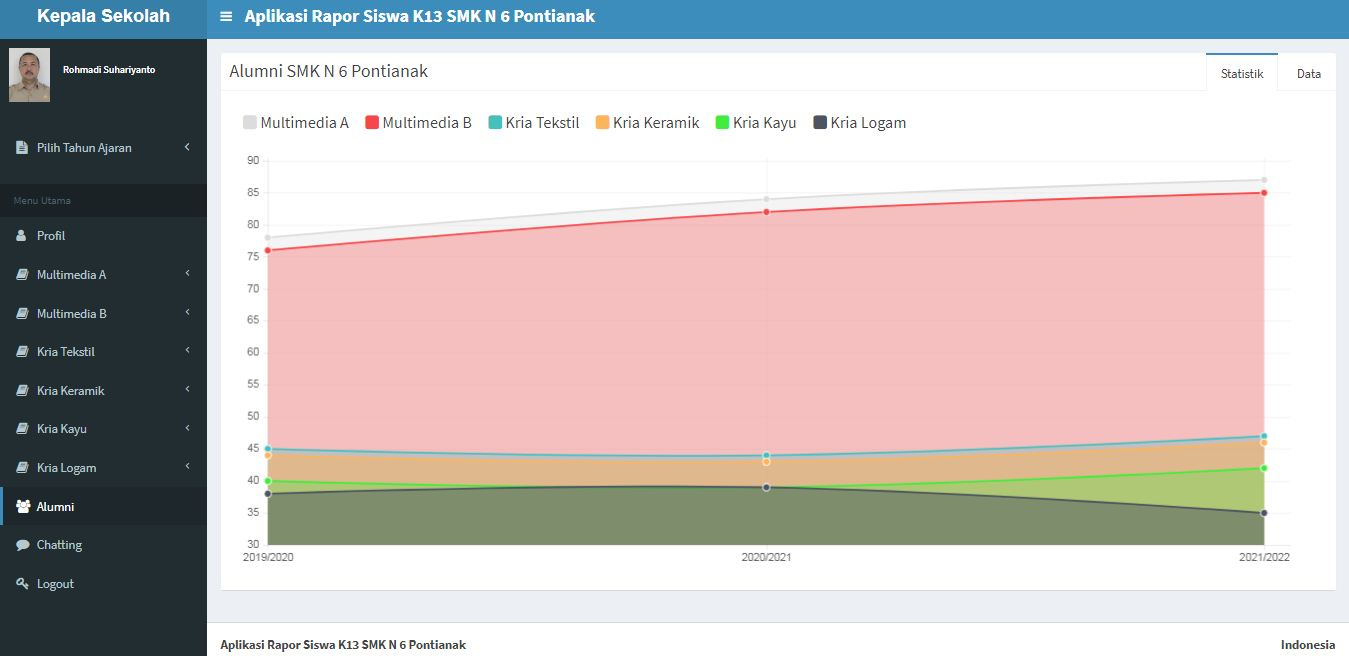 Kepala Sekolah
Aplikasi Rapor Siswa K13 SMK N 6 Pontianak
Rohmadi Suhariyanto
Pilih Tahun Ajaran
Menu Utama
Profil
Multimedia A
Multimedia B
Kria Tekstil
Kria Keramik
Kria Kayu
Kria Logam
Alumni
Chatting
Logout
Alumni SMK N 6 Pontianak
Statistik
Data
Multimedia A Multimedia B Kria Tekstil Kria Keramik Kria Kayu Kria Logam
90
85
80
75
70
65
60
55
50
45
40
35
30
2019/2020 2020/2021 2021/2022
Aplikasi Rapor Siswa K13 SMK N 6 Pontianak
Indonesia